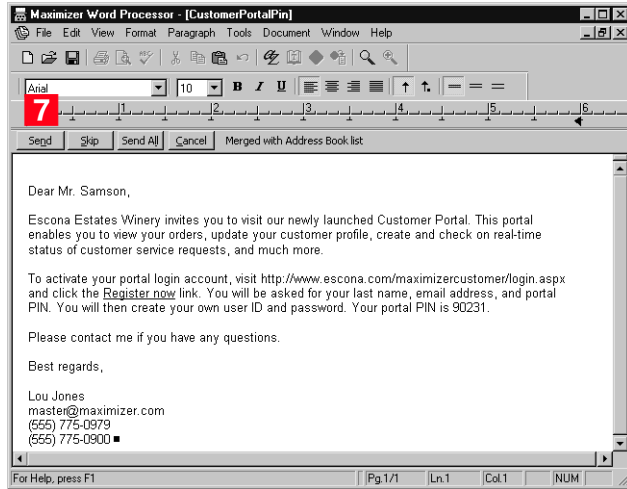 Maximizer Word Processor - [CustomerPortalPin]
File Edit View Format Paragraph Tools Document Window Help
Arial 10 B I U
7 1 2 3 4 5 6
Send Skip Send All Cancel Merged with Address Book list
Dear Mr. Samson,
Escona Estates Winery invites you to visit our newly launched Customer Portal. This portal
enables you to view your orders, update your customer profile, create and check on real-time
status of customer service requests, and much more.
To activate your portal login account, visit http://www.escona.com/maximizercustomer/login.aspx
and click the Register now link. You will be asked for your last name, email address, and portal
PIN. You will then create your own user ID and password. Your portal PIN is 90231.
Please contact me if you have any questions.
Best regards,
Lou Jones
master@maximizer.com
(555) 775-0979
(555) 775-0900
For Help, press F1 Pg.1/1 Ln.1 Col.1 NUM